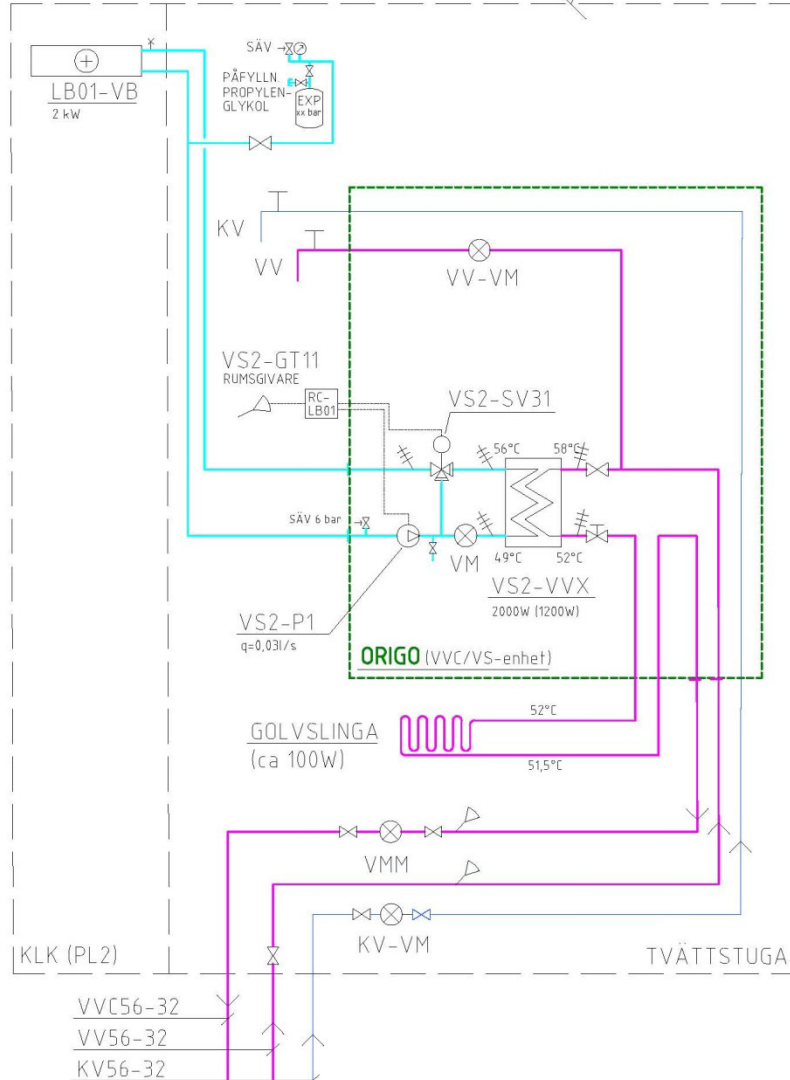 SÄV
PÅFYLLN.
PROPYLEN-
GLYKOL
EXP
xx bar
LB01-VB
2 kW
KV
VV
VV-VM
VS2-GT11
RUMSGIVARE
RC-
LB01
VS2-SV31
56°C
58°C
SÄV 6 bar
VM
49°C
52°C
VS2-VVX
2000W (1200W)
VS2-P1
q=0,03l/s
ORIGO (VVC/VS-enhet)
52°C
GOLVSLINGA
(ca 100W)
51,5°C
VMM
KV-VM
KLK (PL2)
TVÄTTSTUGA
VVC56-32
VV56-32
KV56-32